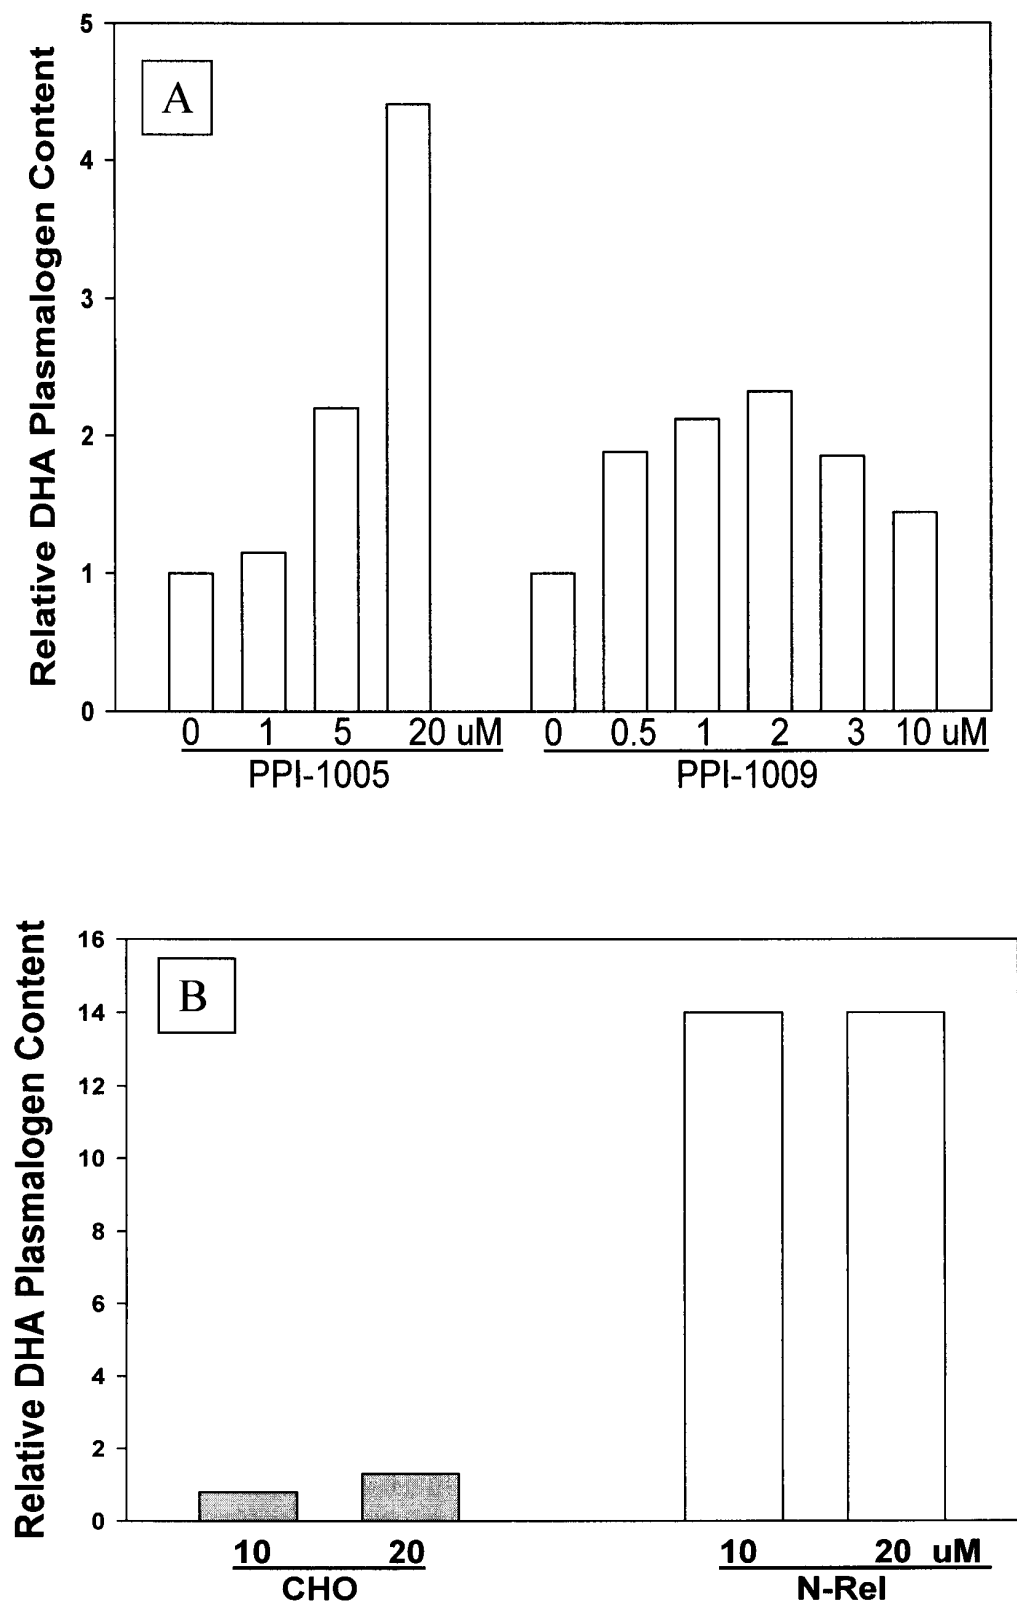 A
Relative DHA Plasmalogen Content
5
4
3
2
1
0
0 1 5 20 uM 0 0.5 1 2 3 10 uM
PPI-1005 PPI-1009
B
Relative DHA Plasmalogen Content
16
14
12
10
8
6
4
2
0
10 20 10 20 uM
CHO N-Rel